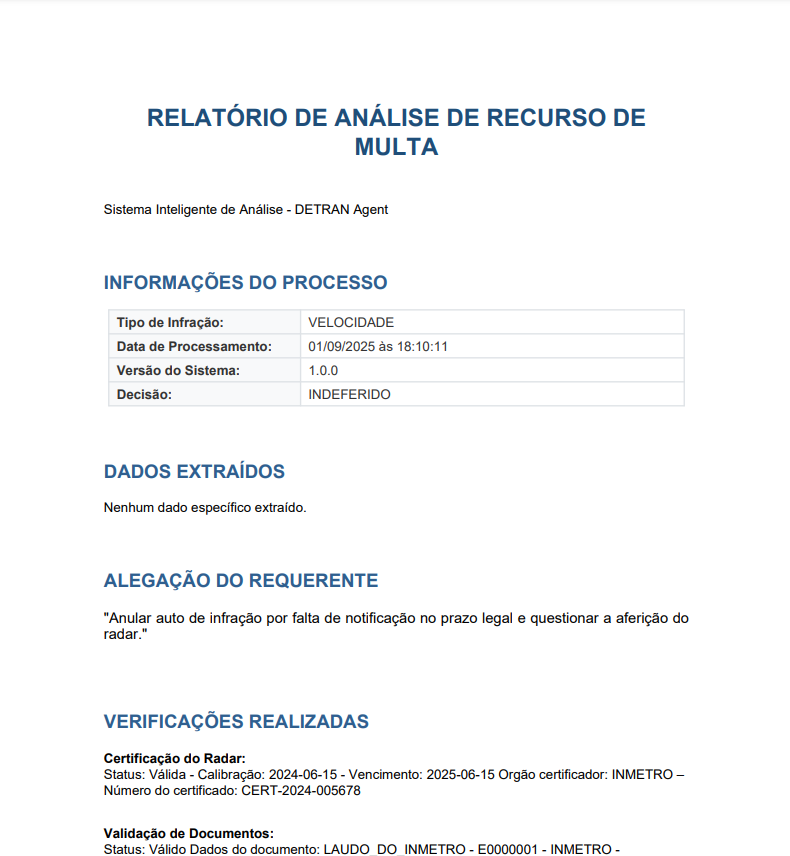 RELATÓRIO DE ANÁLISE DE RECURSO DE
MULTA
Sistema Inteligente de Análise - DETRAN Agent
INFORMAÇÕES DO PROCESSO
Tipo de Infração: VELOCIDADE
Data de Processamento: 01/09/2025 às 18:10:11
Versão do Sistema: 1.0.0
Decisão: INDEFERIDO
DADOS EXTRAÍDOS
Nenhum dado específico extraído.
ALEGAÇÃO DO REQUERENTE
"Anular auto de infração por falta de notificação no prazo legal e questionar a aferição do
radar."
VERIFICAÇÕES REALIZADAS
Certificação do Radar:
Status: Válida - Calibração: 2024-06-15 - Vencimento: 2025-06-15 Orgão certificador: INMETRO –
Número do certificado: CERT-2024-005678
Validação de Documentos:
Status: Válido Dados do documento: LAUDO_DO_INMETRO - E0000001 - INMETRO -